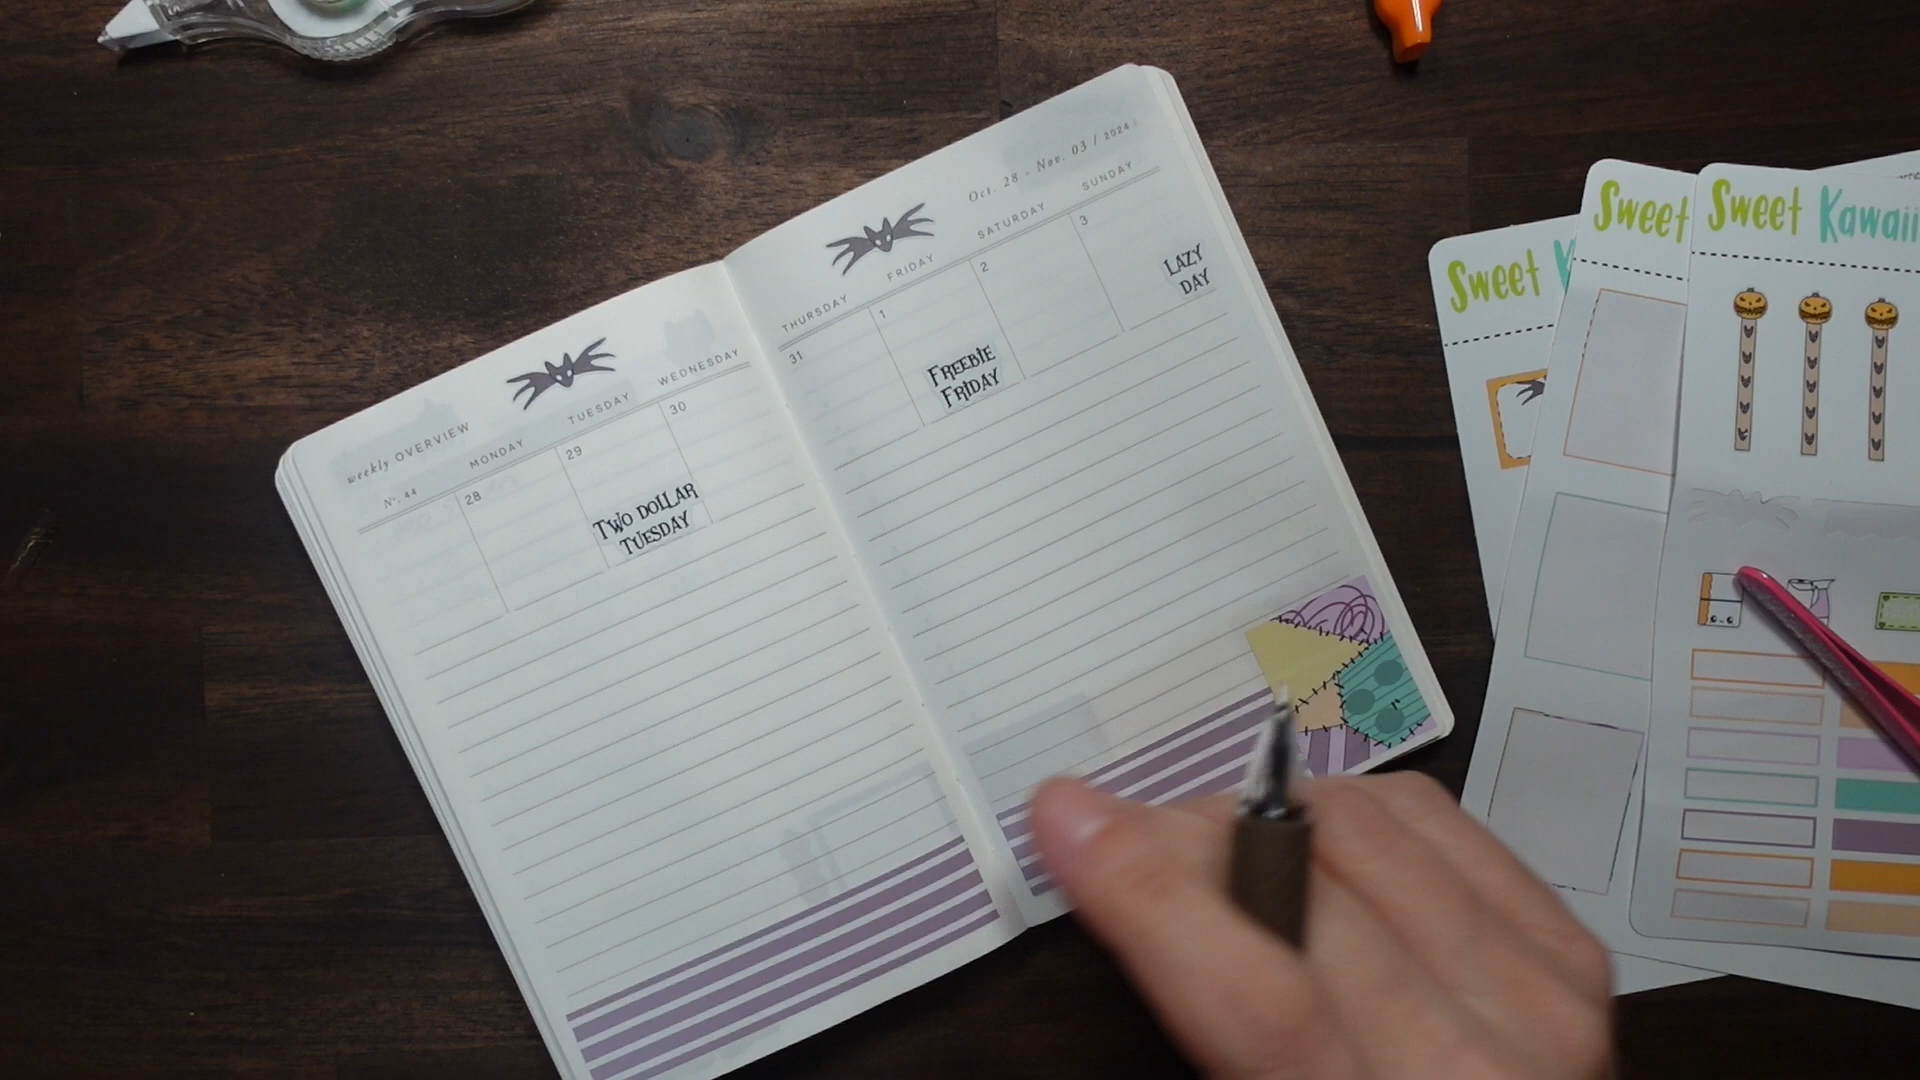 weekly OVERVIEW
Nº. 44
MONDAY
TUESDAY
WEDNESDAY
28
29
30
TWO DOLLAR
TUESDAY
Oct. 28 - Nov. 03 / 2024
THURSDAY
FRIDAY
SATURDAY
SUNDAY
31
1
2
3
FREEBIE
FRIDAY
LAZY
DAY
Sweet
Sweet
Sweet Kawaii